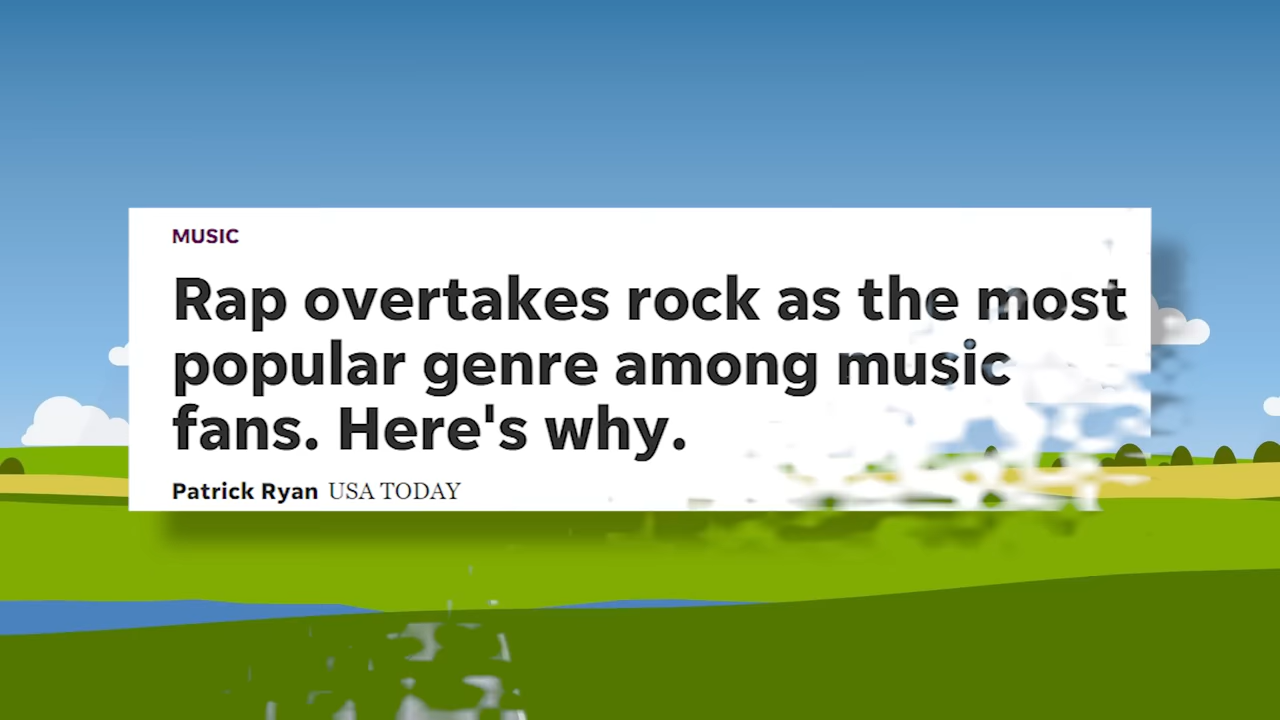 MUSIC
Rap overtakes rock as the most
popular genre among music
fans. Here's why.
Patrick Ryan USA TODAY